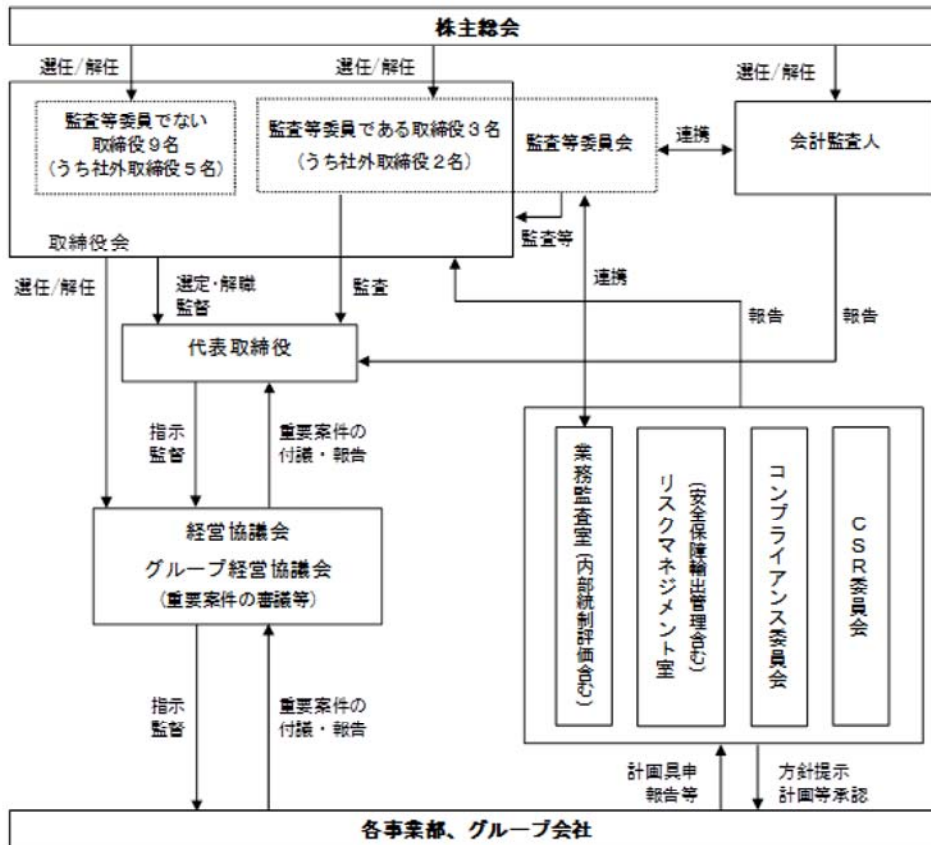 株主総会
選任/解任
選任/解任
選任/解任
監査等委員でない
取締役9名
(うち社外取締役5名)
監査等委員である取締役3名
(うち社外取締役2名)
監査等委員会
連携
会計監査人
取締役会
監査等
選任/解任
選定・解職
監督
監査
連携
報告
報告
代表取締役
指示
監督
重要案件の
付議・報告
経営協議会
グループ経営協議会
(重要案件の審議等)
業務監査室(内部統制評価含む)
リスクマネジメント室
(安全保障輸出管理含む)
コンプライアンス委員会
CSR委員会
指示
監督
重要案件の
付議・報告
計画具申
報告等
方針提示
計画等承認
各事業部、グループ会社